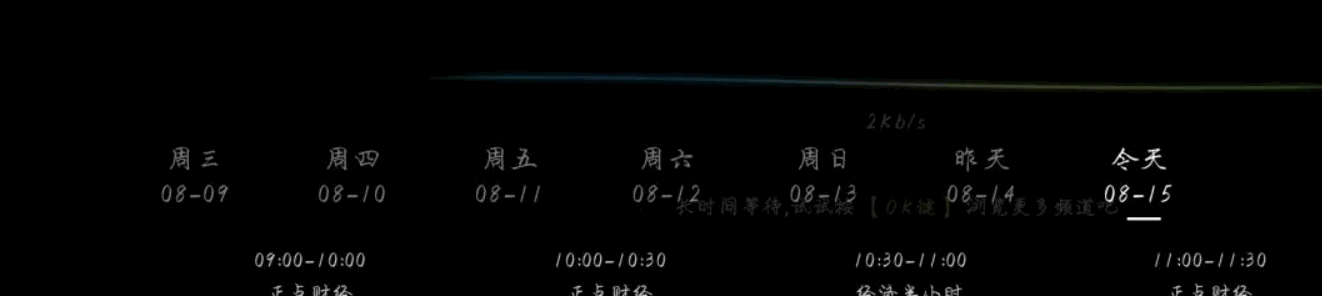 2Kb/s
周三 周四 周五 周六 周日 昨天 今天
08-09 08-10 08-11 08-12 08-13 08-14 08-15
长时间等待,试试按【OK键】浏览更多频道吧
09:00-10:00 10:00-10:30 10:30-11:00 11:00-11:30
正点财经 正点财经 经济半小时 正点财经